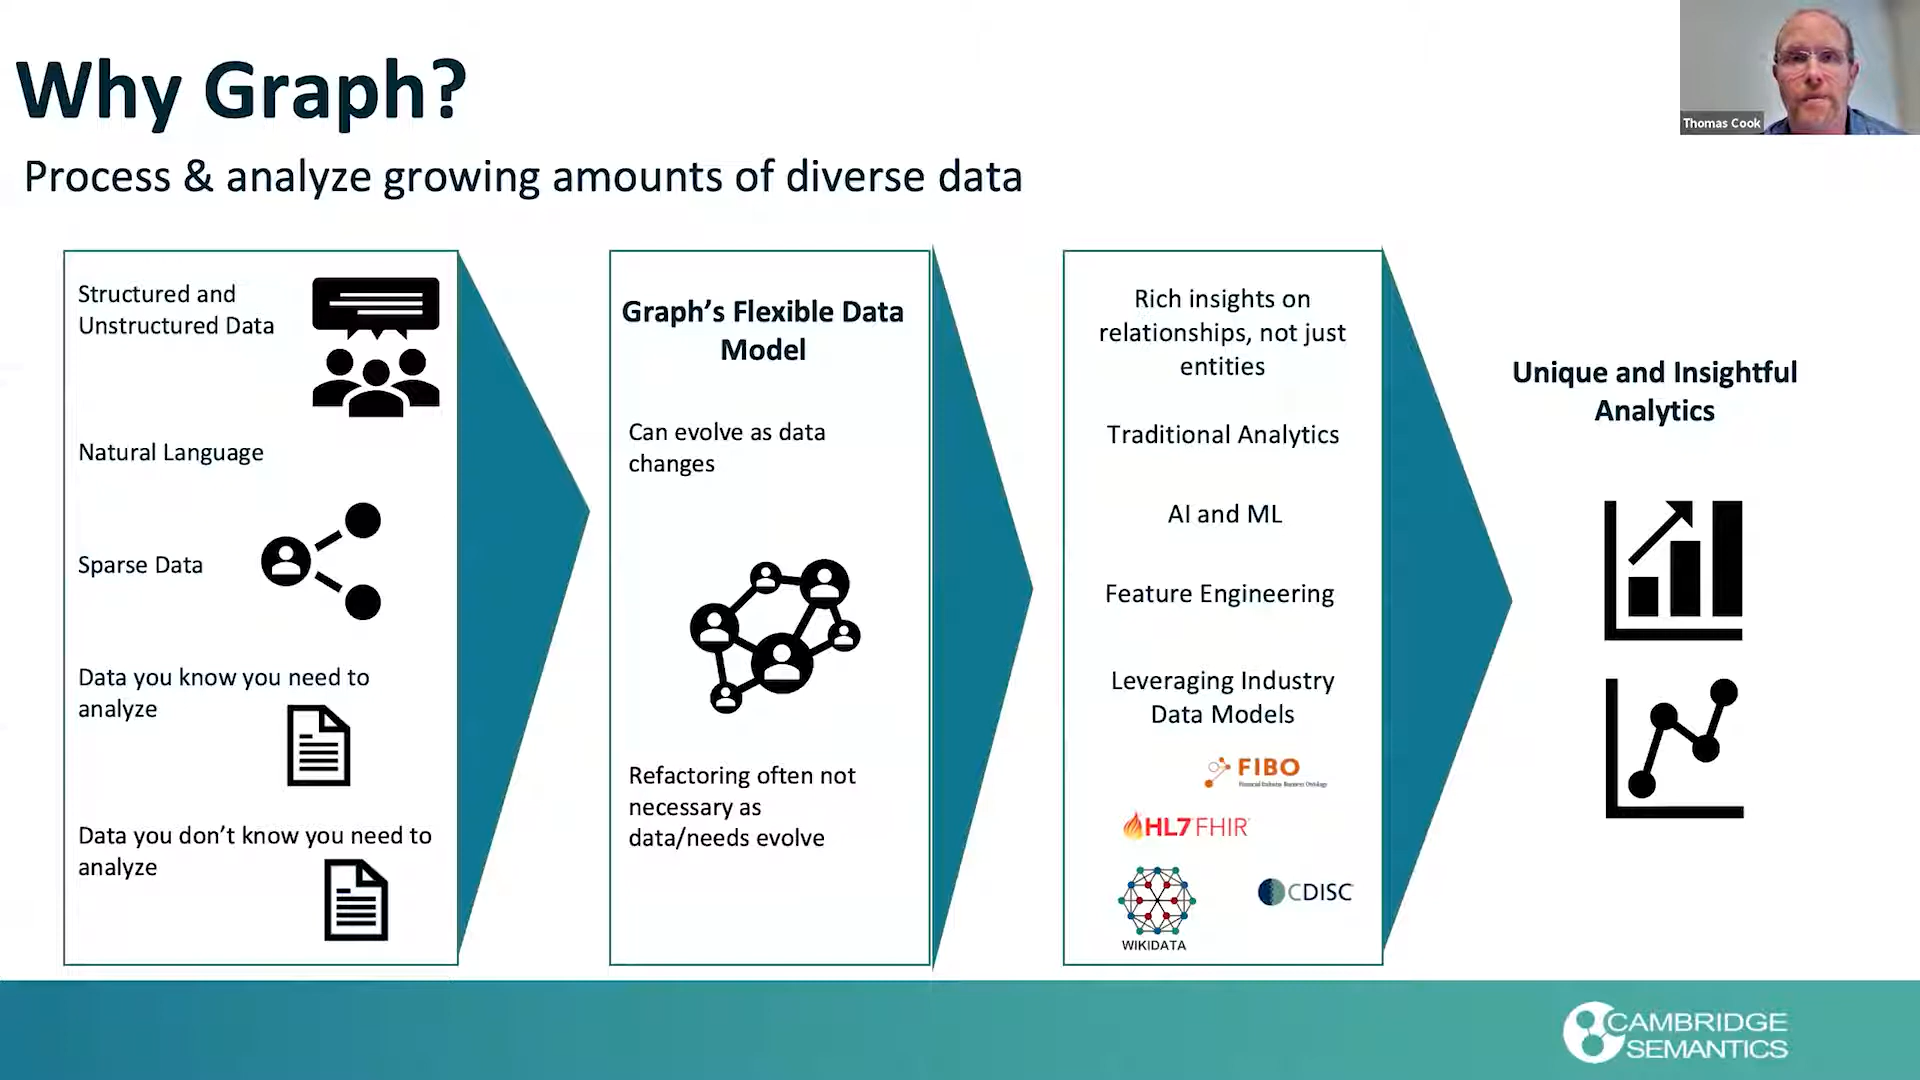 Why Graph?
Process & analyze growing amounts of diverse data
Thomas Cook
Structured and
Unstructured Data
Natural Language
Sparse Data
Data you know you need to
analyze
Data you don’t know you need to
analyze
Graph’s Flexible Data
Model
Can evolve as data
changes
Refactoring often not
necessary as
data/needs evolve
Rich insights on
relationships, not just
entities
Traditional Analytics
AI and ML
Feature Engineering
Leveraging Industry
Data Models
FIBO
Financial Industry Business Ontology
HL7 FHIR
CDISC
WIKIDATA
Unique and Insightful
Analytics
CAMBRIDGE
SEMANTICS